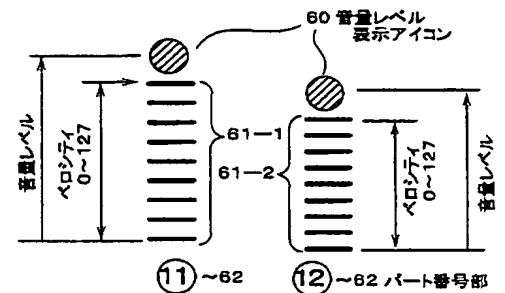 60 音量レベル
表示アイコン
音量レベル
ベロシティ
0～127
61－1
61－2
ベロシティ
0～127
音量レベル
11 ～62
12 ～62 パート番号部